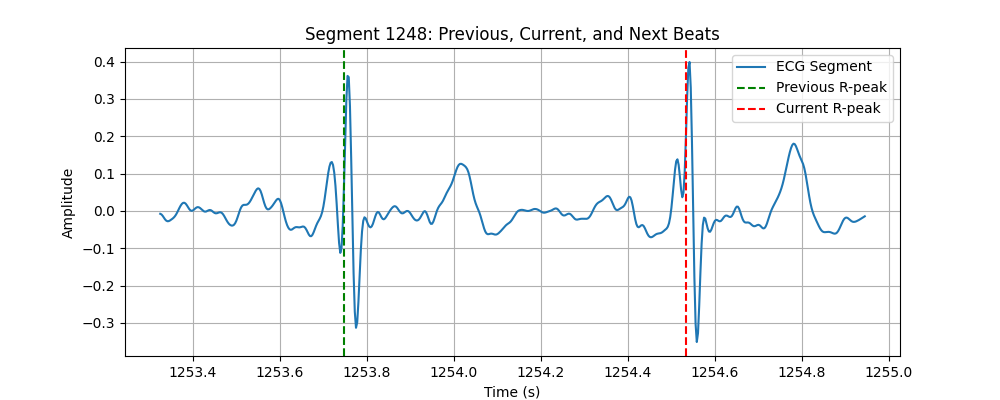 Segment 1248: Previous, Current, and Next Beats
ECG Segment
Previous R-peak
Current R-peak
Amplitude
0.4
0.3
0.2
0.1
0.0
−0.1
−0.2
−0.3
1253.4 1253.6 1253.8 1254.0 1254.2 1254.4 1254.6 1254.8 1255.0
Time (s)